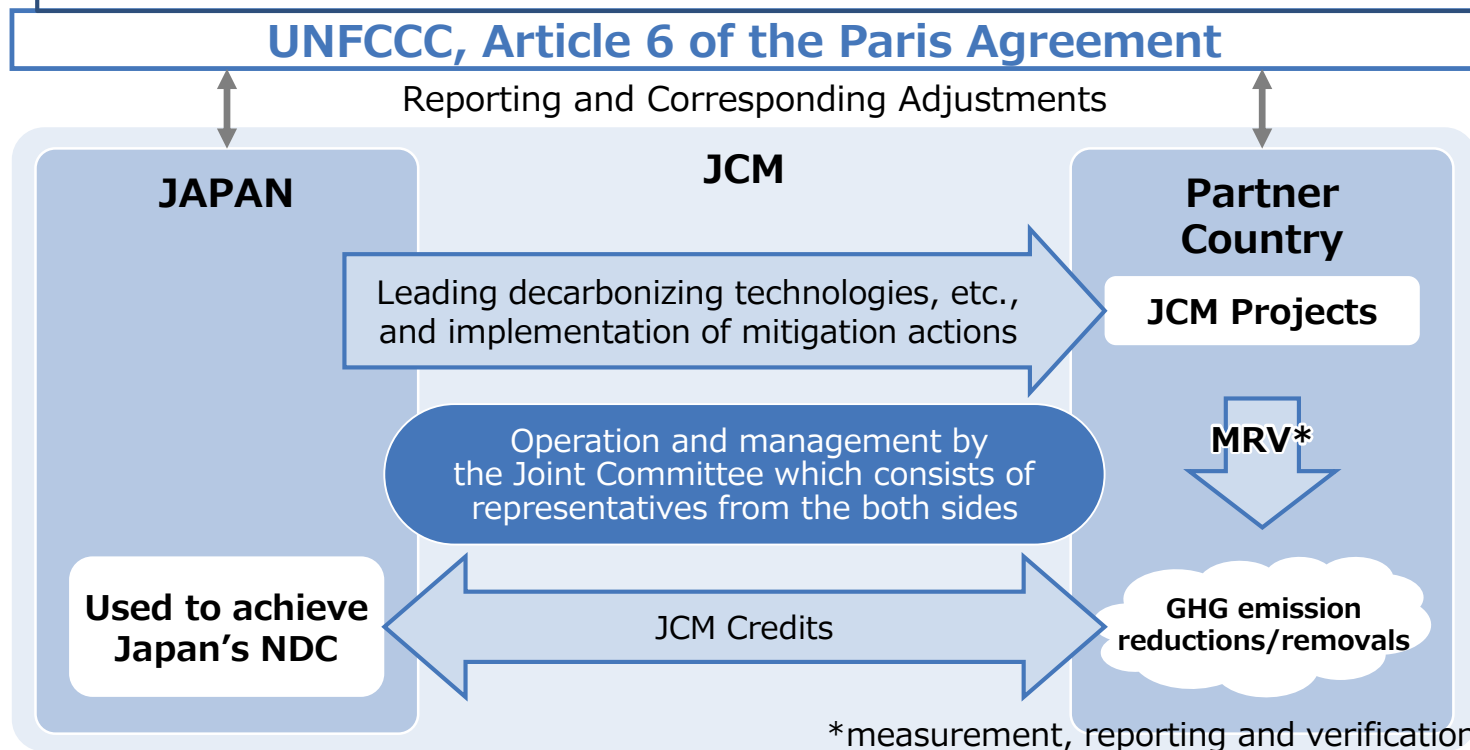 UNFCCC, Article 6 of the Paris Agreement
Reporting and Corresponding Adjustments
JCM
JAPAN
Partner
Country
Leading decarbonizing technologies, etc.,
and implementation of mitigation actions
JCM Projects
MRV*
Operation and management by
the Joint Committee which consists of
representatives from the both sides
Used to achieve
Japan’s NDC
JCM Credits
GHG emission
reductions/removals
*measurement, reporting and verification